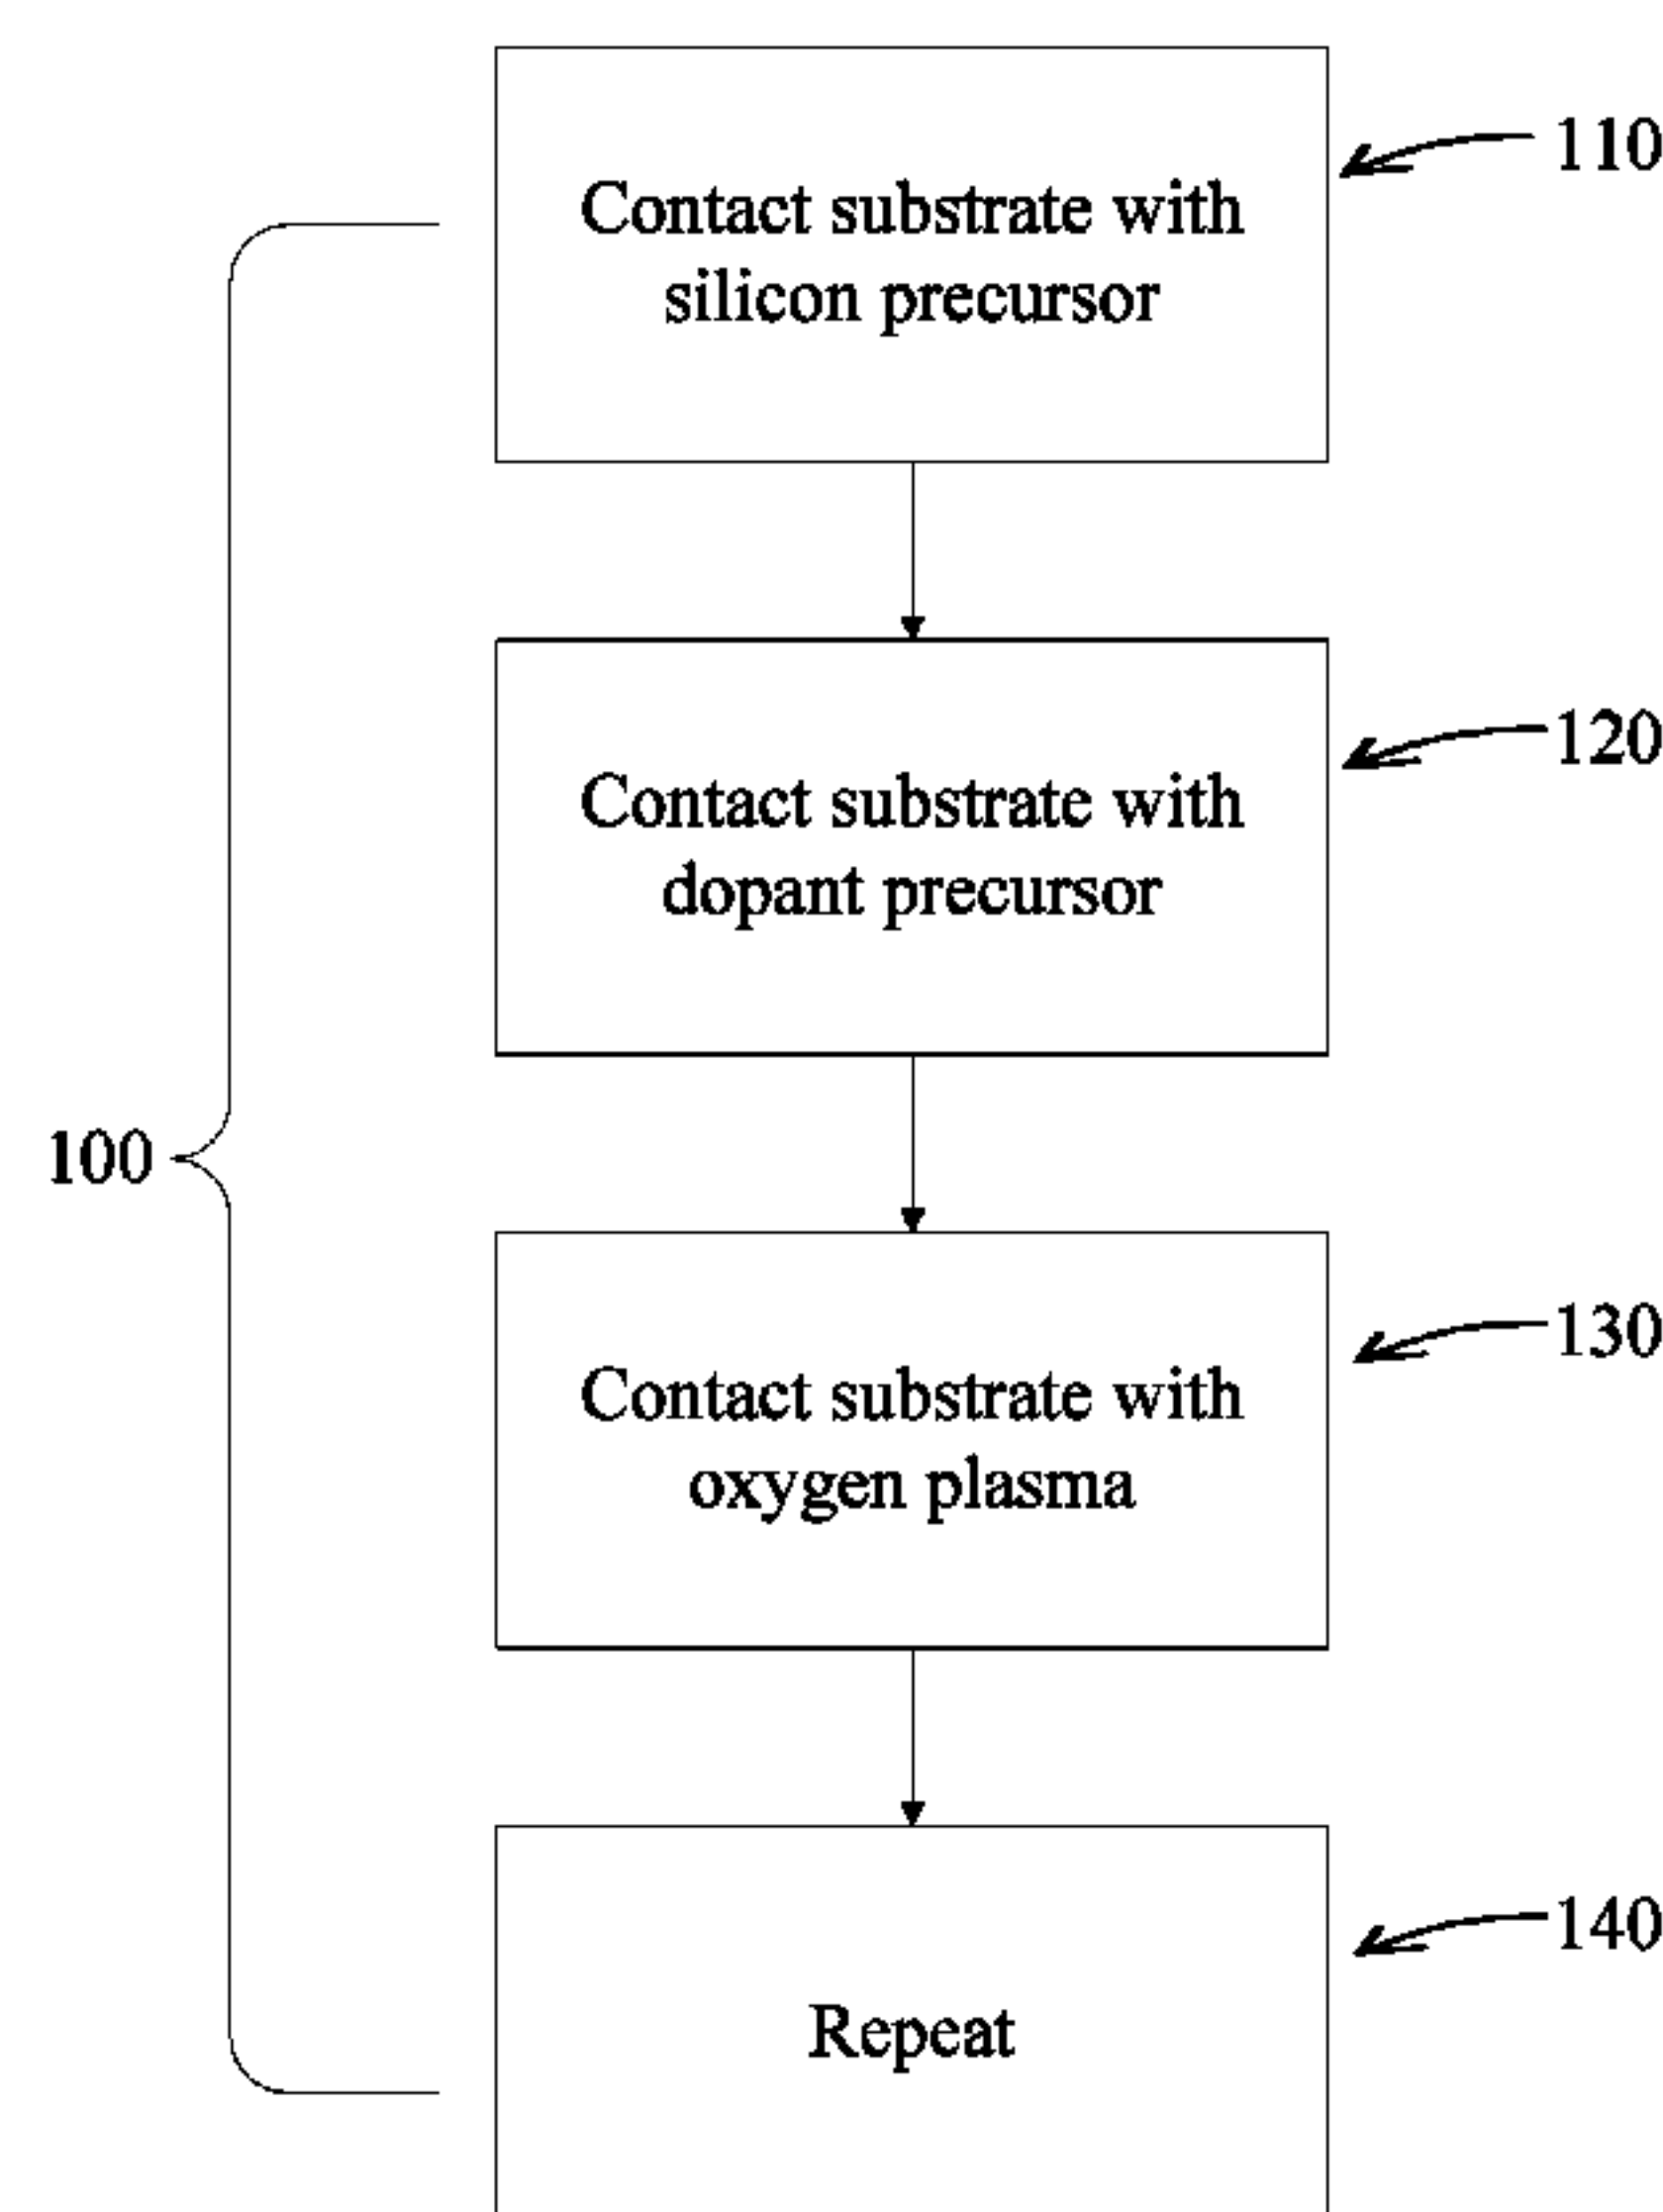 110
Contact substrate with
silicon precursor
120
Contact substrate with
dopant precursor
100
130
Contact substrate with
oxygen plasma
140
Repeat